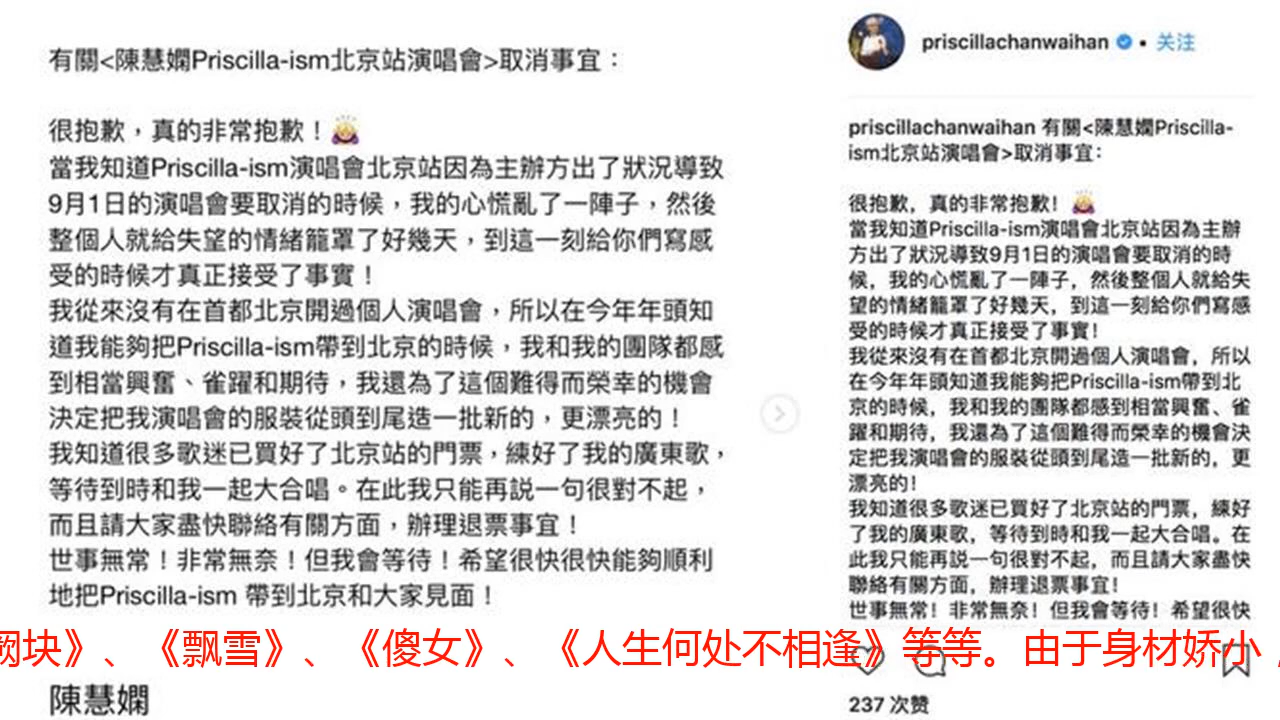 有關<陳慧嫻Priscilla-ism北京站演唱會>取消事宜：
很抱歉，真的非常抱歉！🙇‍♀️
當我知道Priscilla-ism演唱會北京站因為主辦方出了狀況導致
9月1日的演唱會要取消的時候，我的心慌亂了一陣子，然後
整個人就給失望的情緒籠罩了好幾天，到這一刻給你們寫感
受的時候才真正接受了事實！
我從來沒有在首都北京開過個人演唱會，所以在今年年頭知
道我能夠把Priscilla-ism帶到北京的時候，我和我的團隊都感
到相當興奮、雀躍和期待，我還為了這個難得而榮幸的機會
決定把我演唱會的服裝從頭到尾造一批新的，更漂亮的！
我知道很多歌迷已買好了北京站的門票，練好了我的廣東歌，
等待到時和我一起大合唱。在此我只能再説一句很對不起，
而且請大家盡快聯絡有關方面，辦理退票事宜！
世事無常！非常無奈！但我會等待！希望很快很快能夠順利
地把Priscilla-ism 帶到北京和大家見面！
陳慧嫻
priscillachanwaihan • 关注
priscillachanwaihan 有關<陳慧嫻Priscilla-
ism北京站演唱會>取消事宜：
很抱歉，真的非常抱歉！🙇‍♀️
當我知道Priscilla-ism演唱會北京站因為主辦
方出了狀況導致9月1日的演唱會要取消的時
候，我的心慌亂了一陣子，然後整個人就給失
望的情緒籠罩了好幾天，到這一刻給你們寫感
受的時候才真正接受了事實！
我從來沒有在首都北京開過個人演唱會，所以
在今年年頭知道我能夠把Priscilla-ism帶到北
京的時候，我和我的團隊都感到相當興奮、雀
躍和期待，我還為了這個難得而榮幸的機會決
定把我演唱會的服裝從頭到尾造一批新的，更
漂亮的！
我知道很多歌迷已買好了北京站的門票，練好
了我的廣東歌，等待到時和我一起大合唱。在
此我只能再説一句很對不起，而且請大家盡快
聯絡有關方面，辦理退票事宜！
世事無常！非常無奈！但我會等待！希望很快
块》、《飘雪》、《傻女》、《人生何处不相逢》等等。由于身材娇小，
237 次赞